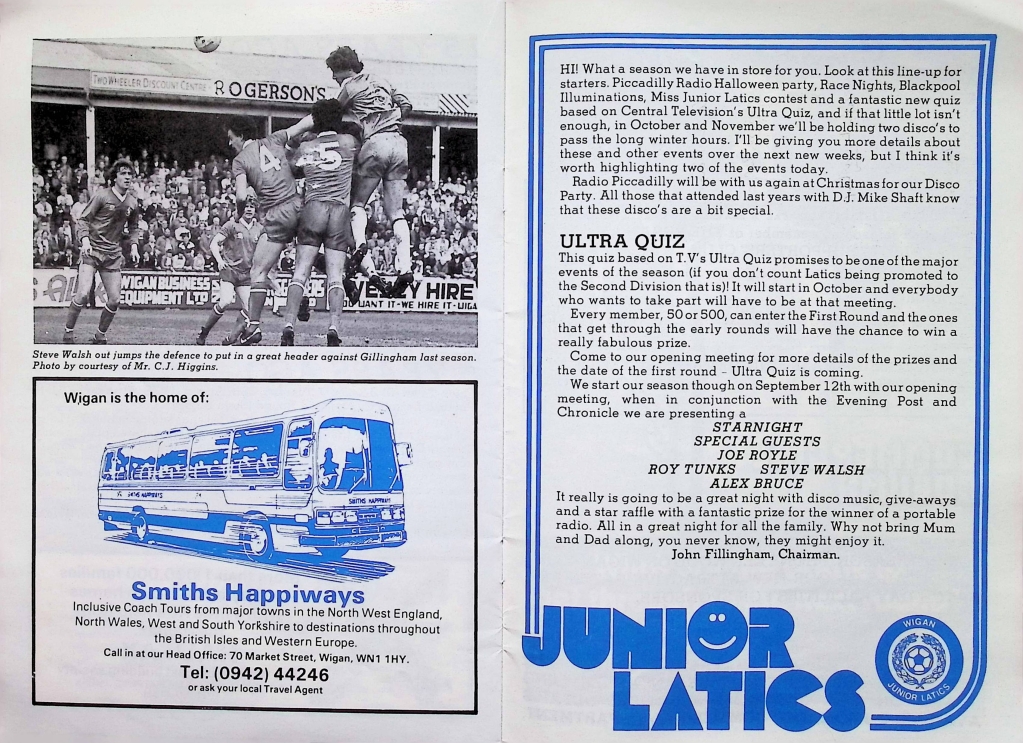 TWO WHEELER DISCOUNT CENTRE
ROGERSON'S
4
5
WIGAN BUSINESS
EQUIPMENT LTD
Y HIRE
WANT IT - WE HIRE IT - WIGA
Steve Walsh out jumps the defence to put in a great header against Gillingham last season.
Photo by courtesy of Mr. C.J. Higgins.
Wigan is the home of:
SMITHS HAPPIWAYS
SMITHS HAPPIWAYS
Smiths Happiways
Inclusive Coach Tours from major towns in the North West England,
North Wales, West and South Yorkshire to destinations throughout
the British Isles and Western Europe.
Call in at our Head Office: 70 Market Street, Wigan, WN1 1HY.
Tel: (0942) 44246
or ask your local Travel Agent
HI! What a season we have in store for you. Look at this line-up for
starters. Piccadilly Radio Halloween party, Race Nights, Blackpool
Illuminations, Miss Junior Latics contest and a fantastic new quiz
based on Central Television's Ultra Quiz, and if that little lot isn't
enough, in October and November we'll be holding two disco's to
pass the long winter hours. I'll be giving you more details about
these and other events over the next new weeks, but I think it's
worth highlighting two of the events today.
Radio Piccadilly will be with us again at Christmas for our Disco
Party. All those that attended last years with D.J. Mike Shaft know
that these disco's are a bit special.
ULTRA QUIZ
This quiz based on T.V's Ultra Quiz promises to be one of the major
events of the season (if you don't count Latics being promoted to
the Second Division that is)! It will start in October and everybody
who wants to take part will have to be at that meeting.
Every member, 50 or 500, can enter the First Round and the ones
that get through the early rounds will have the chance to win a
really fabulous prize.
Come to our opening meeting for more details of the prizes and
the date of the first round - Ultra Quiz is coming.
We start our season though on September 12th with our opening
meeting, when in conjunction with the Evening Post and
Chronicle we are presenting a
STARNIGHT
SPECIAL GUESTS
JOE ROYLE
ROY TUNKS STEVE WALSH
ALEX BRUCE
It really is going to be a great night with disco music, give-aways
and a star raffle with a fantastic prize for the winner of a portable
radio. All in a great night for all the family. Why not bring Mum
and Dad along, you never know, they might enjoy it.
John Fillingham, Chairman.
JUNIOR
LATICS
WIGAN
JUNIOR LATICS